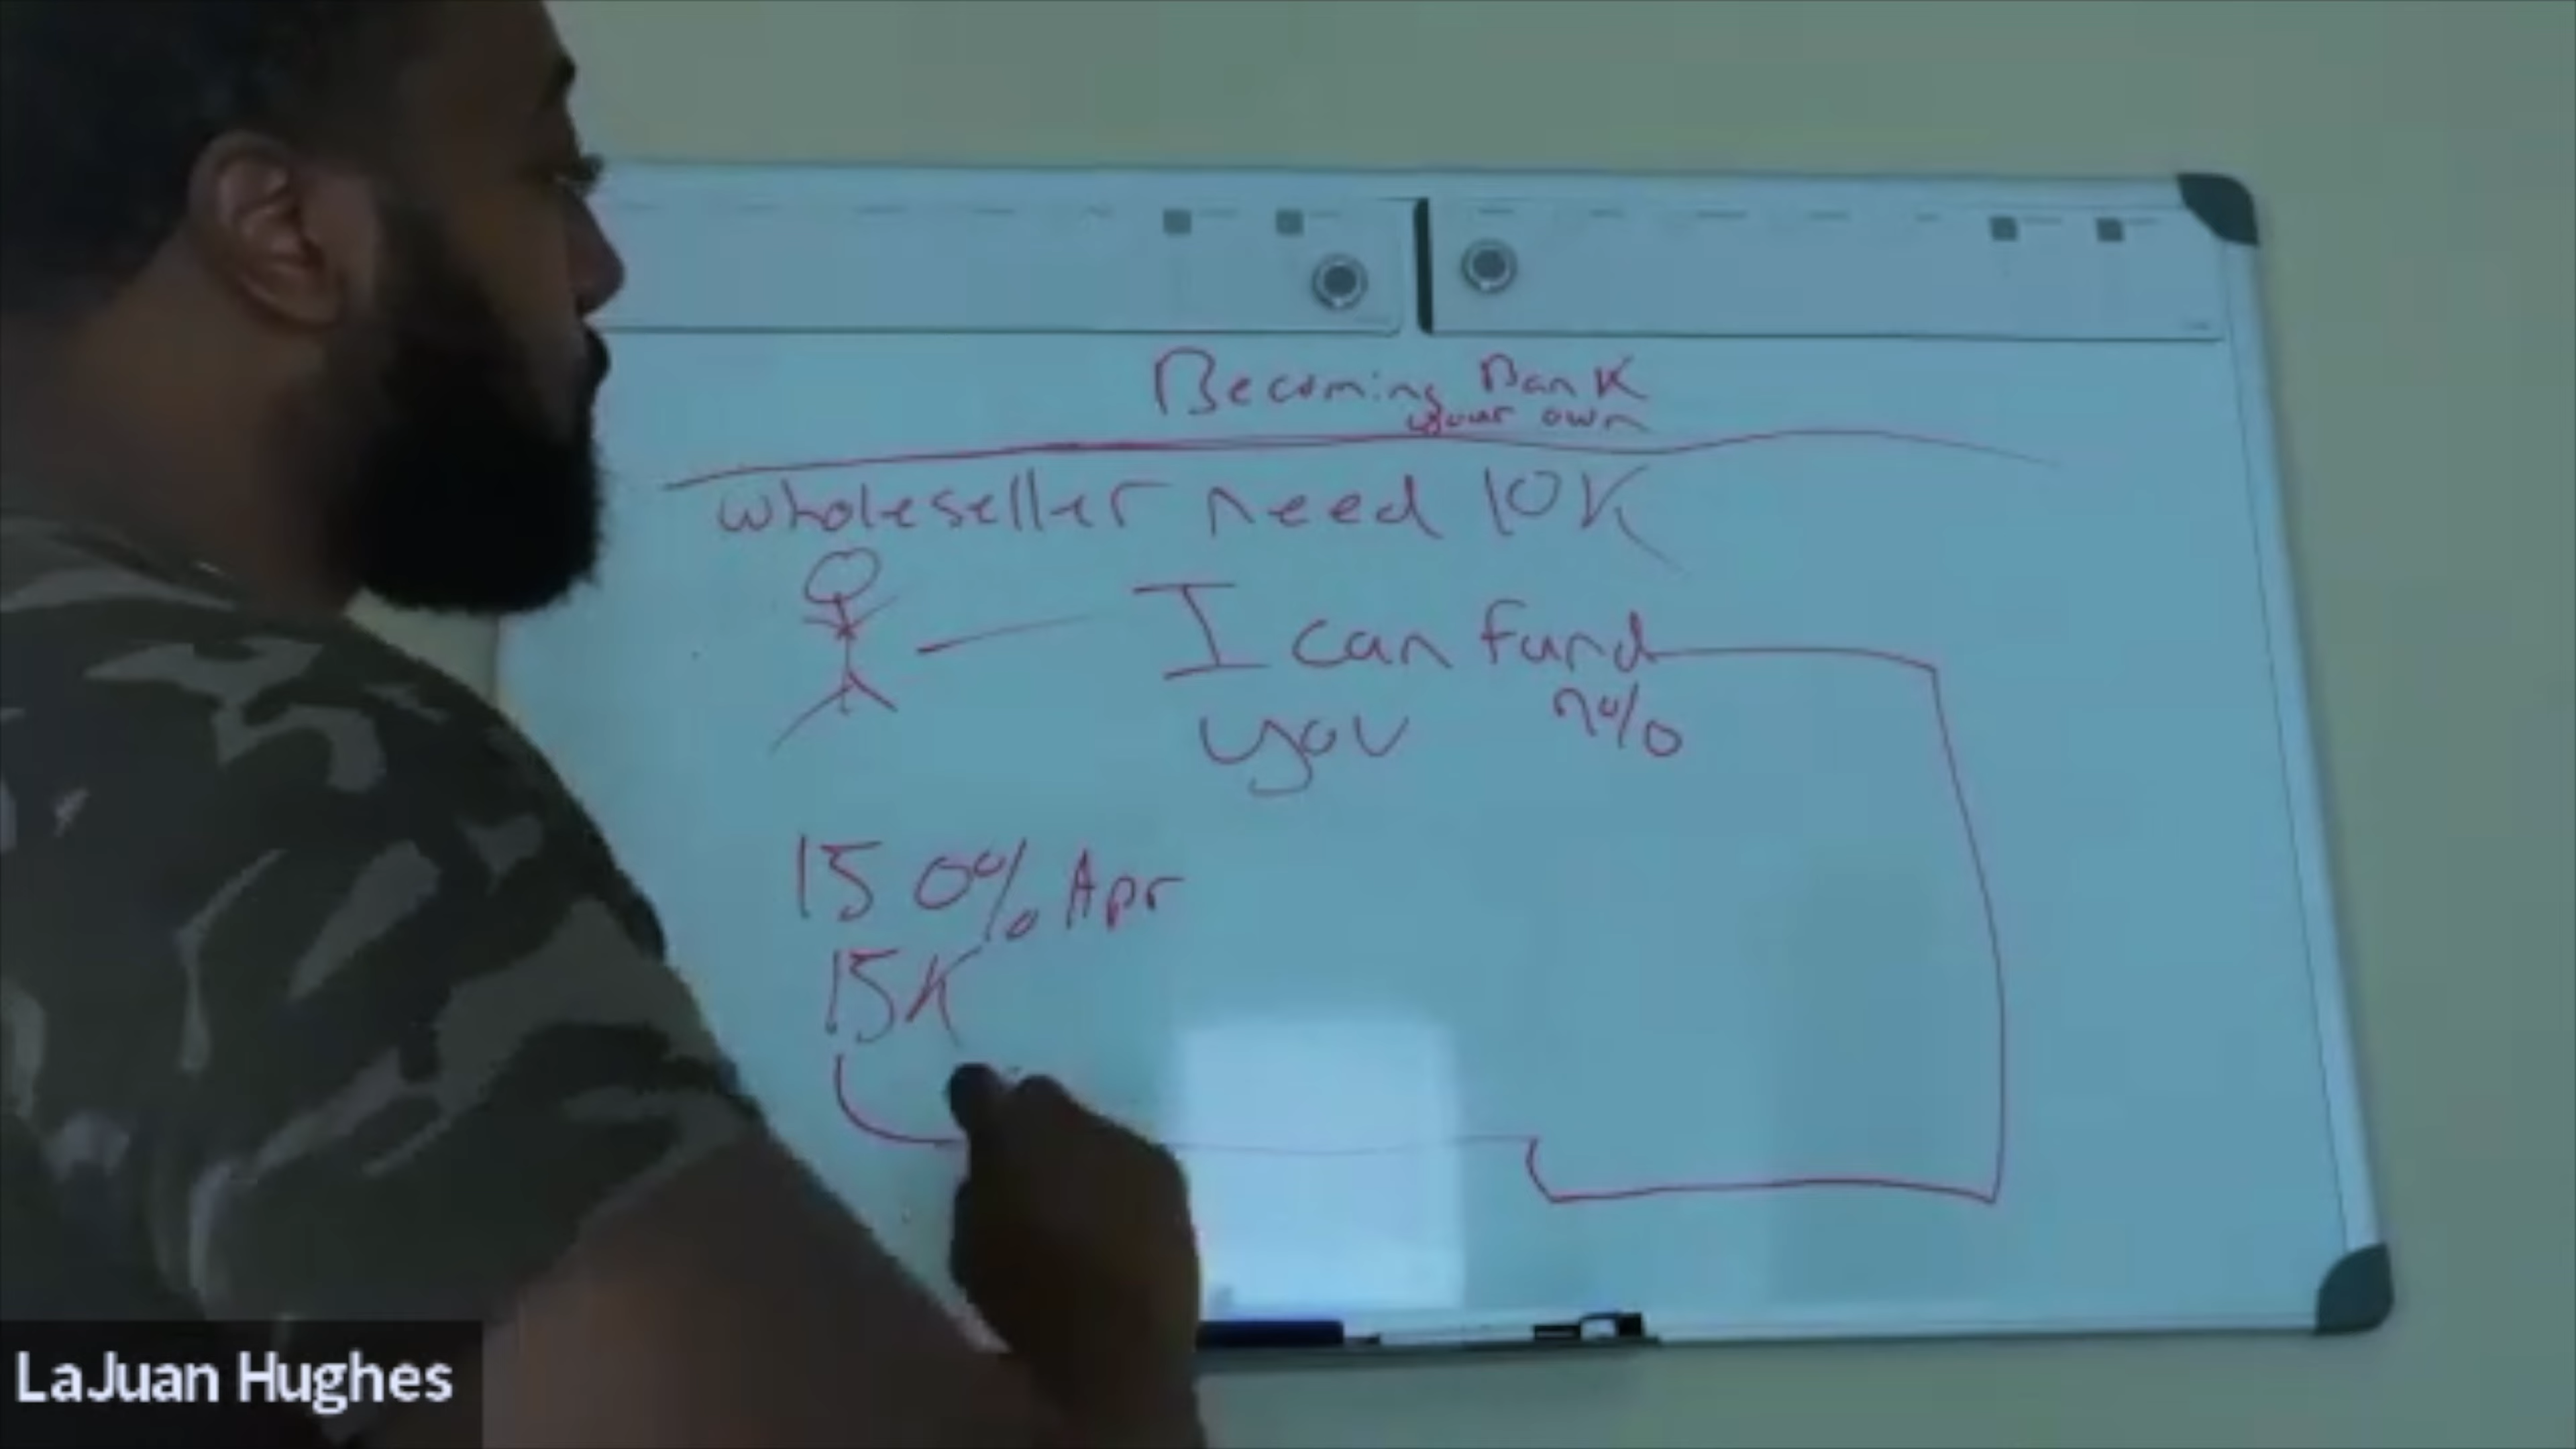 Becoming Bank
your own
wholeseller need 10K
I can fund
you
15 0% Apr
15K
LaJuan Hughes